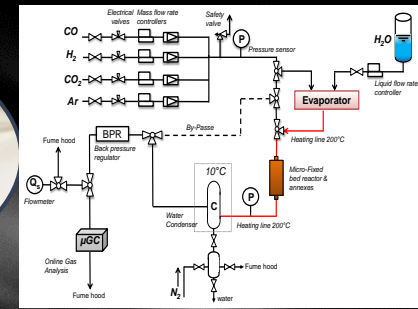 Electrical valves
Mass flow rate controllers
Safety valve
CO
H2
CO2
Ar
P
Pressure sensor
H2O
Liquid flow rate controller
Evaporator
Heating line 200°C
By-Passe
Fume hood
BPR
Back pressure regulator
Qs
Flowmeter
µGC
Online Gas Analysis
Fume hood
10°C
Water Condenser
C
P
Heating line 200°C
Micro-Fixed bed reactor & annexes
N2
Fume hood
water